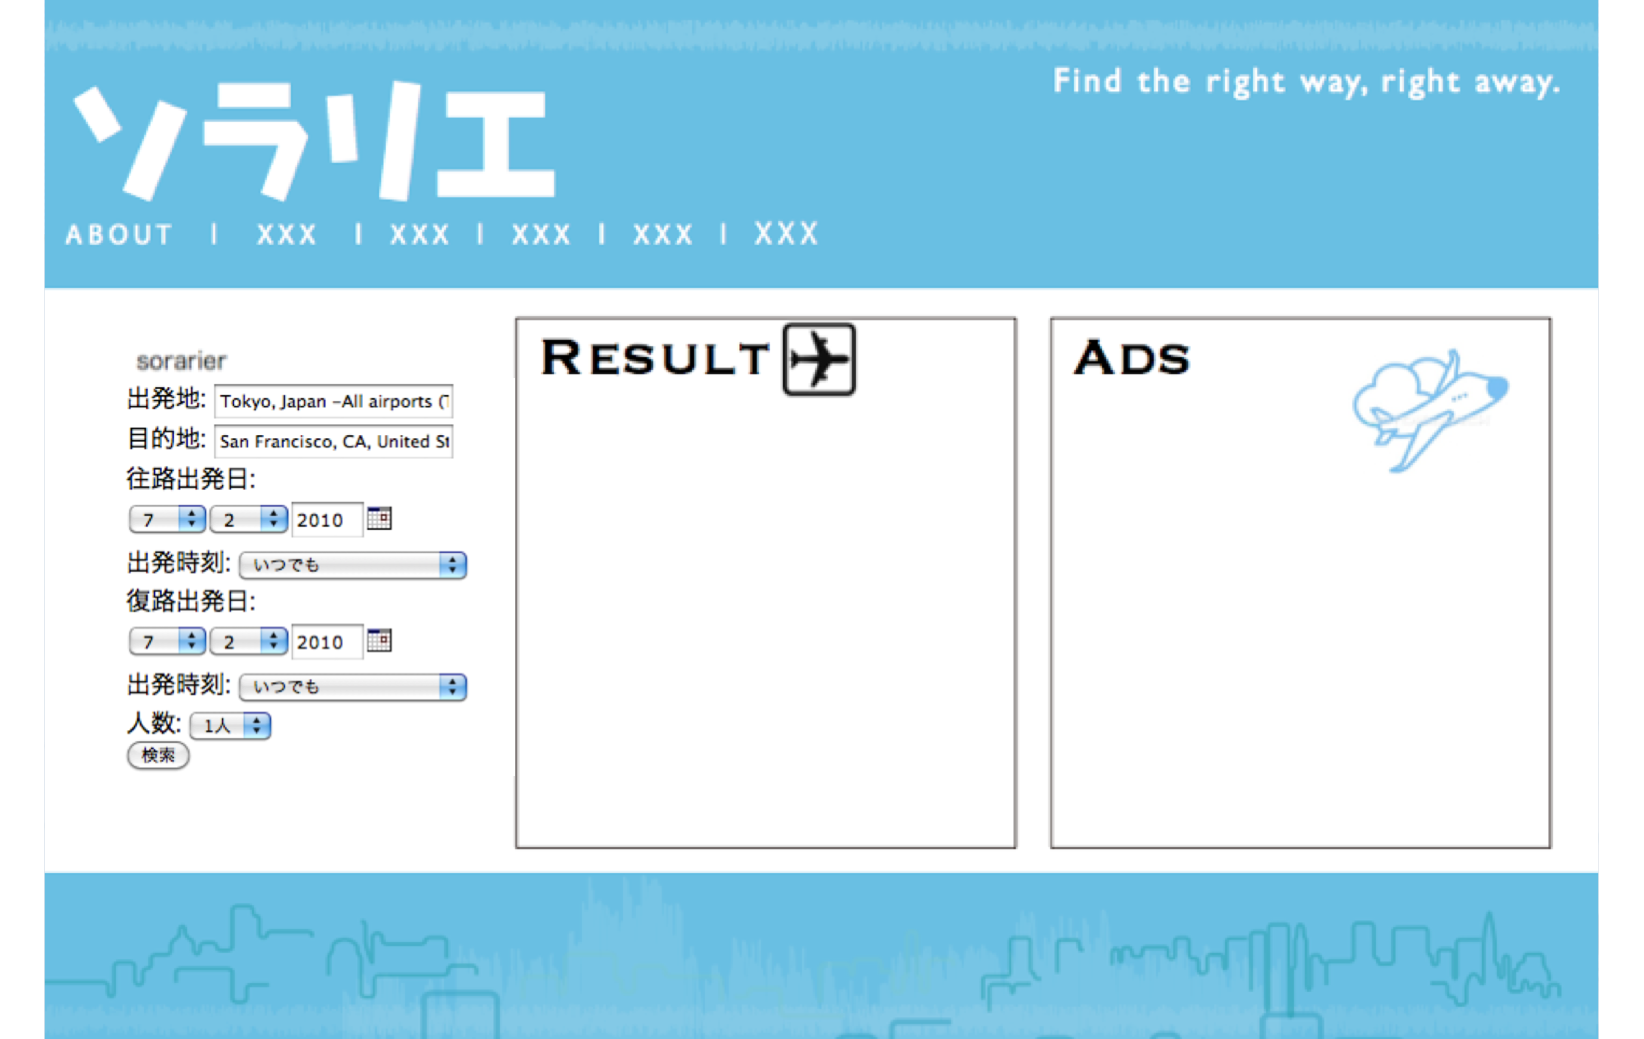 Find the right way, right away.
ソラリエ
ABOUT | XXX | XXX | XXX | XXX | XXX
sorarier
出発地: Tokyo, Japan –All airports (T
目的地: San Francisco, CA, United St
往路出発日:
7 2 2010
出発時刻: いつでも
復路出発日:
7 2 2010
出発時刻: いつでも
人数: 1人
検索
RESULT
ADS